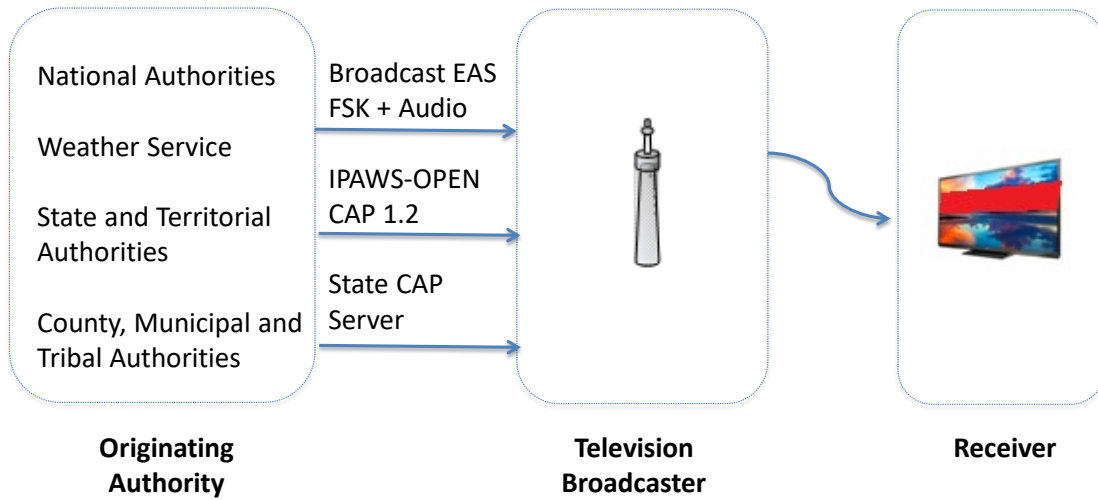 National Authorities
Weather Service
State and Territorial
Authorities
County, Municipal and
Tribal Authorities
Broadcast EAS
FSK + Audio
IPAWS-OPEN
CAP 1.2
State CAP
Server
Originating
Authority
Television
Broadcaster
Receiver